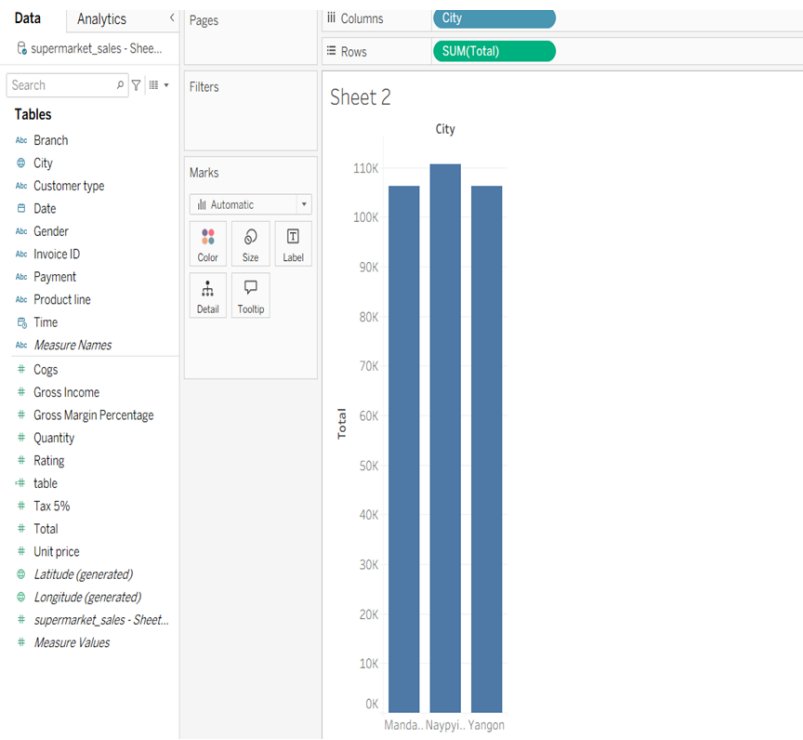 Data
Analytics
supermarket_sales - Shee...
Search
Tables
Abc Branch
City
Abc Customer type
Date
Abc Gender
Abc Invoice ID
Abc Payment
Abc Product line
Time
Abc Measure Names
# Cogs
# Gross Income
# Gross Margin Percentage
# Quantity
# Rating
=# table
# Tax 5%
# Total
# Unit price
Latitude (generated)
Longitude (generated)
# supermarket_sales - Sheet...
# Measure Values
Pages
Filters
Marks
Automatic
Color Size Label
Detail Tooltip
Columns City
Rows SUM(Total)
Sheet 2
City
110K
100K
90K
80K
70K
60K
50K
40K
30K
20K
10K
0K
Total
Manda.. Naypyi.. Yangon